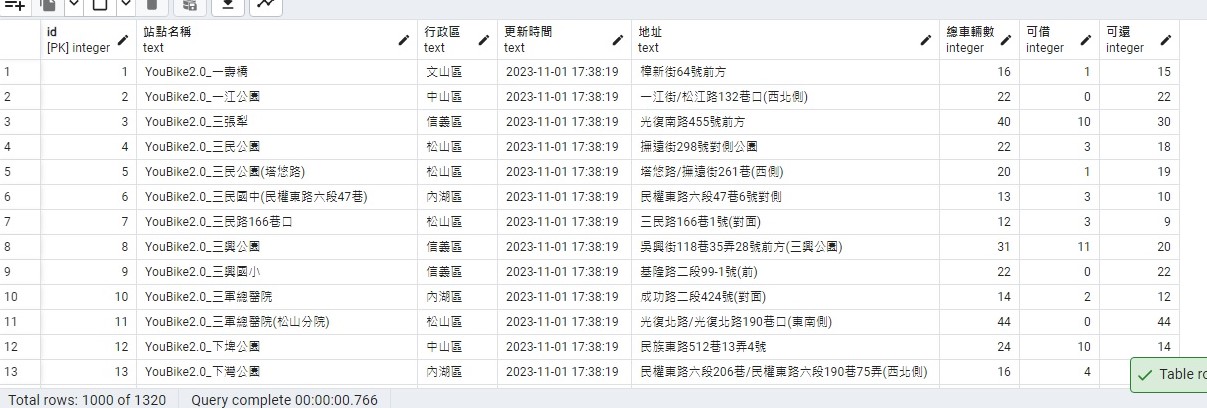 id 站點名稱 行政區 更新時間 地址 總車輛數 可借 可還
[PK] integer text text text text integer integer integer
1 1 YouBike2.0_一壽橋 文山區 2023-11-01 17:38:19 樟新街64號前方 16 1 15
2 2 YouBike2.0_一江公園 中山區 2023-11-01 17:38:19 一江街/松江路132巷口(西北側) 22 0 22
3 3 YouBike2.0_三張犁 信義區 2023-11-01 17:38:19 光復南路455號前方 40 10 30
4 4 YouBike2.0_三民公園 松山區 2023-11-01 17:38:19 撫遠街298號對側公園 22 3 18
5 5 YouBike2.0_三民公園(塔悠路) 松山區 2023-11-01 17:38:19 塔悠路/撫遠街261巷(西側) 20 1 19
6 6 YouBike2.0_三民國中(民權東路六段47巷) 內湖區 2023-11-01 17:38:19 民權東路六段47巷6號對側 13 3 10
7 7 YouBike2.0_三民路166巷口 松山區 2023-11-01 17:38:19 三民路166巷1號(對面) 12 3 9
8 8 YouBike2.0_三興公園 信義區 2023-11-01 17:38:19 吳興街118巷35弄28號前方(三興公園) 31 11 20
9 9 YouBike2.0_三興國小 信義區 2023-11-01 17:38:19 基隆路二段99-1號(前) 22 0 22
10 10 YouBike2.0_三軍總醫院 內湖區 2023-11-01 17:38:19 成功路二段424號(對面) 14 2 12
11 11 YouBike2.0_三軍總醫院(松山分院) 松山區 2023-11-01 17:38:19 光復北路/光復北路190巷口(東南側) 44 0 44
12 12 YouBike2.0_下埤公園 中山區 2023-11-01 17:38:19 民族東路512巷13弄4號 24 10 14
13 13 YouBike2.0_下灣公園 內湖區 2023-11-01 17:38:19 民權東路六段206巷/民權東路六段190巷75弄(西北側) 16 4
Table ro
Total rows: 1000 of 1320 Query complete 00:00:00.766